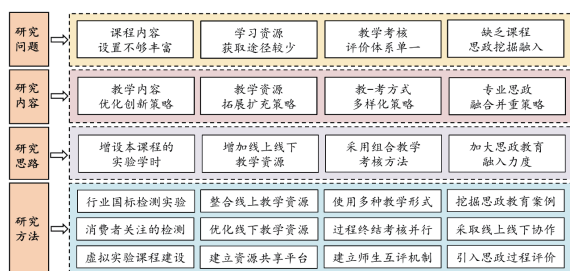 研究
问题
课程内容
设置不够丰富
学习资源
获取途径较少
教学考核
评价体系单一
缺乏课程
思政挖掘融入
研究
内容
教学内容
优化创新策略
教学资源
拓展扩充策略
教-考方式
多样化策略
专业思政
融合并重策略
研究
思路
增设本课程的
实验学时
增加线上线下
教学资源
采用组合教学
考核方法
加大思政教育
融入力度
研究
方法
行业国标检测实验
整合线上教学资源
使用多种教学形式
挖掘思政教育案例
消费者关注的检测
优化线下教学资源
过程终结考核并行
采取线上线下协作
虚拟实验课程建设
建立资源共享平台
建立师生互评机制
引入思政过程评价